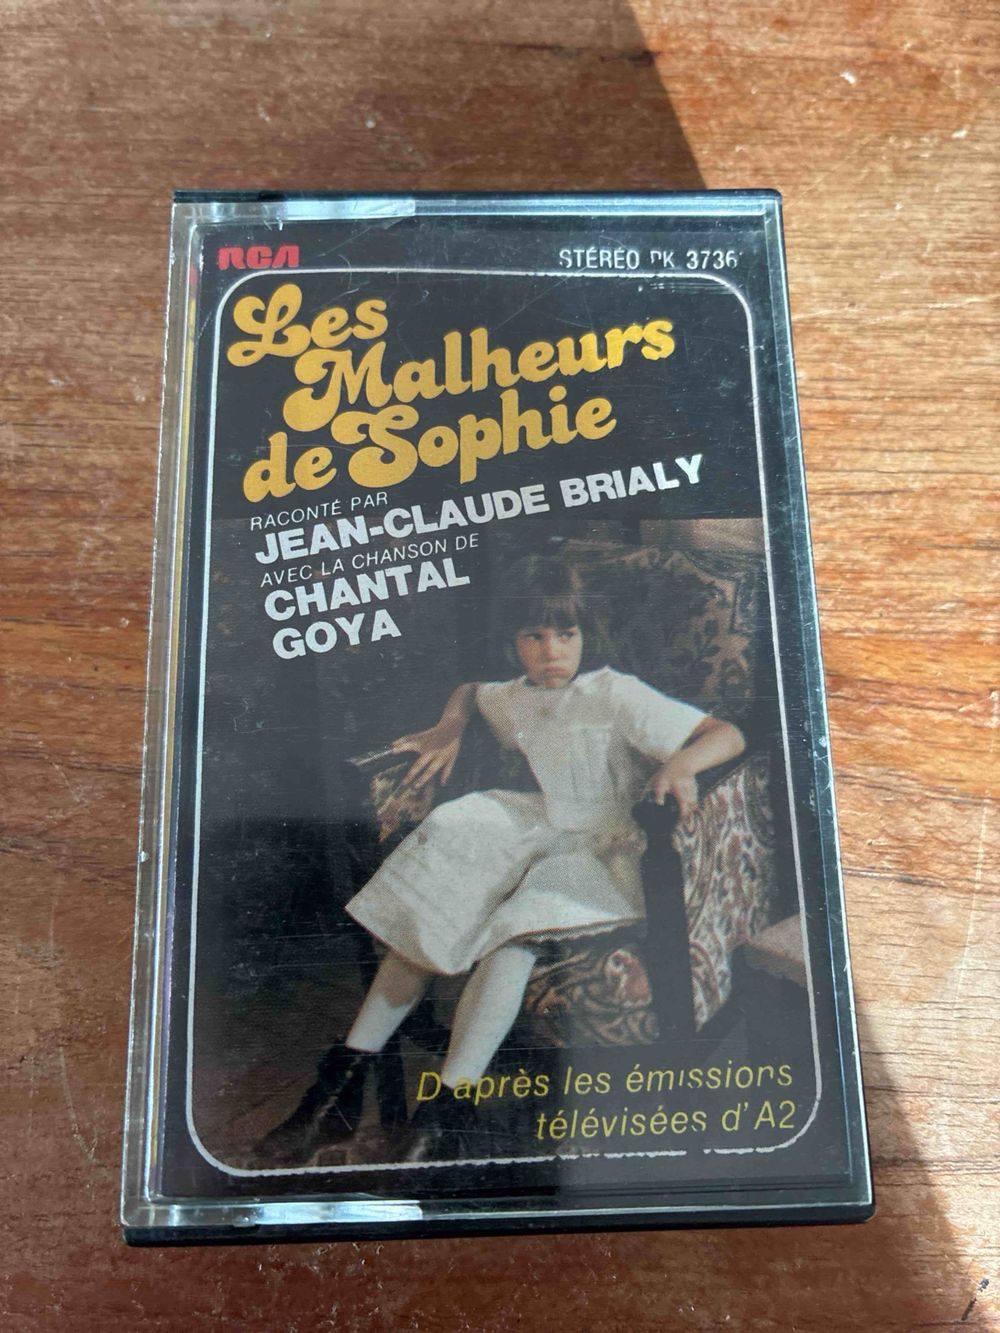 RCA
STÉRÉO PK 3736
Les
Malheurs
de Sophie
RACONTÉ PAR
JEAN-CLAUDE BRIALY
AVEC LA CHANSON DE
CHANTAL
GOYA
D'après les émissions
télévisées d'A2